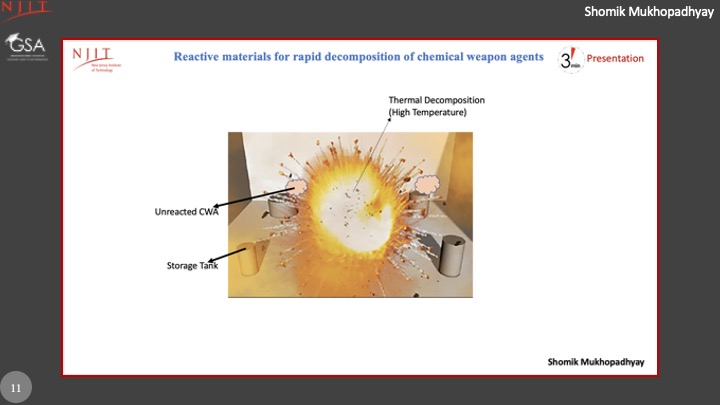 NJIT
Shomik Mukhopadhyay
GSA
NJIT
New Jersey Institute
of Technology
Reactive materials for rapid decomposition of chemical weapon agents
3 min
Presentation
Thermal Decomposition
(High Temperature)
Unreacted CWA
Storage Tank
Shomik Mukhopadhyay
11